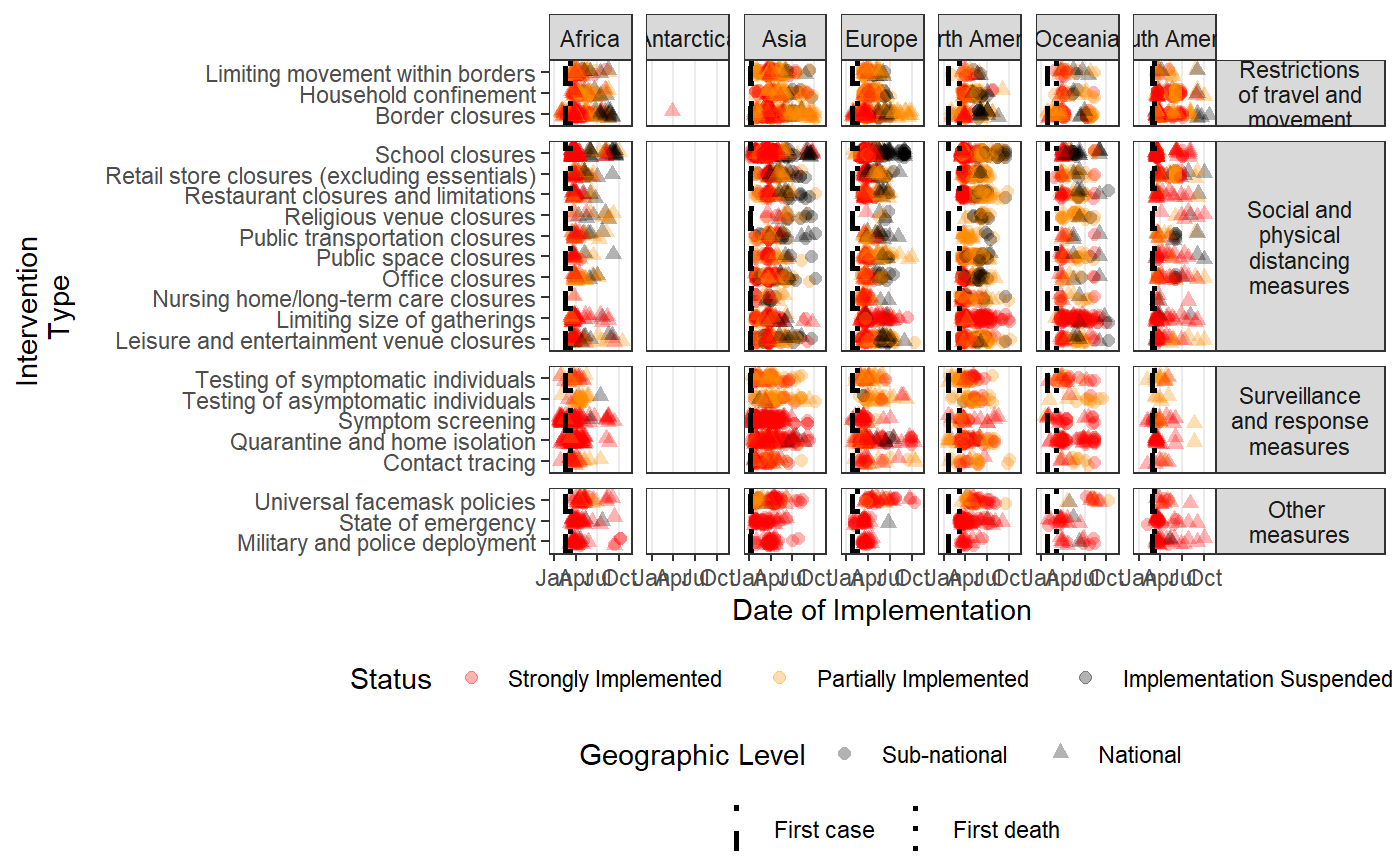 Africa
Antarctica
Asia
Europe
rth Amer
Oceania
uth Amer
Limiting movement within borders
Household confinement
Border closures
Restrictions
of travel and
movement
School closures
Retail store closures (excluding essentials)
Restaurant closures and limitations
Religious venue closures
Public transportation closures
Public space closures
Office closures
Nursing home/long-term care closures
Limiting size of gatherings
Leisure and entertainment venue closures
Social and
physical
distancing
measures
Intervention
Type
Testing of symptomatic individuals
Testing of asymptomatic individuals
Symptom screening
Quarantine and home isolation
Contact tracing
Surveillance
and response
measures
Universal facemask policies
State of emergency
Military and police deployment
Other
measures
Jan Apr Jul Oct Jan Apr Jul Oct Jan Apr Jul Oct Jan Apr Jul Oct Jan Apr Jul Oct Jan Apr Jul Oct Jan Apr Jul Oct
Date of Implementation
Status Strongly Implemented Partially Implemented Implementation Suspended
Geographic Level Sub-national National
First case First death